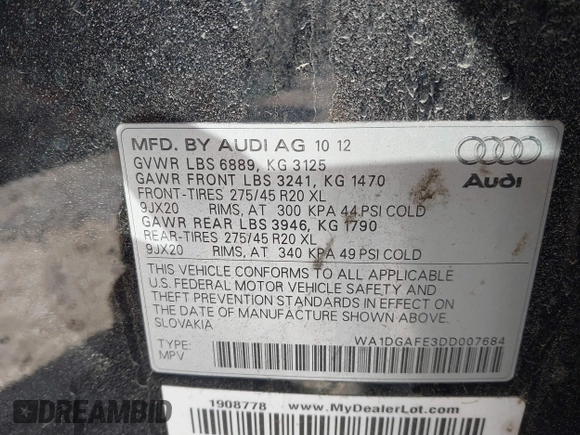 MFD. BY AUDI AG 10 12
GVWR LBS 6889, KG 3125
GAWR FRONT LBS 3241, KG 1470
FRONT-TIRES 275/45 R20 XL
9JX20 RIMS, AT 300 KPA 44 PSI COLD
GAWR REAR LBS 3946, KG 1790
REAR-TIRES 275/45 R20 XL
9JX20 RIMS, AT 340 KPA 49 PSI COLD
THIS VEHICLE CONFORMS TO ALL APPLICABLE
U.S. FEDERAL MOTOR VEHICLE SAFETY AND
THEFT PREVENTION STANDARDS IN EFFECT ON
THE DATE OF MANUFACTURE SHOWN ABOVE.
SLOVAKIA
TYPE: WA1DGAFE3DD007684
MPV
Audi
1908778 www.MyDealerLot.com
DREAMBID